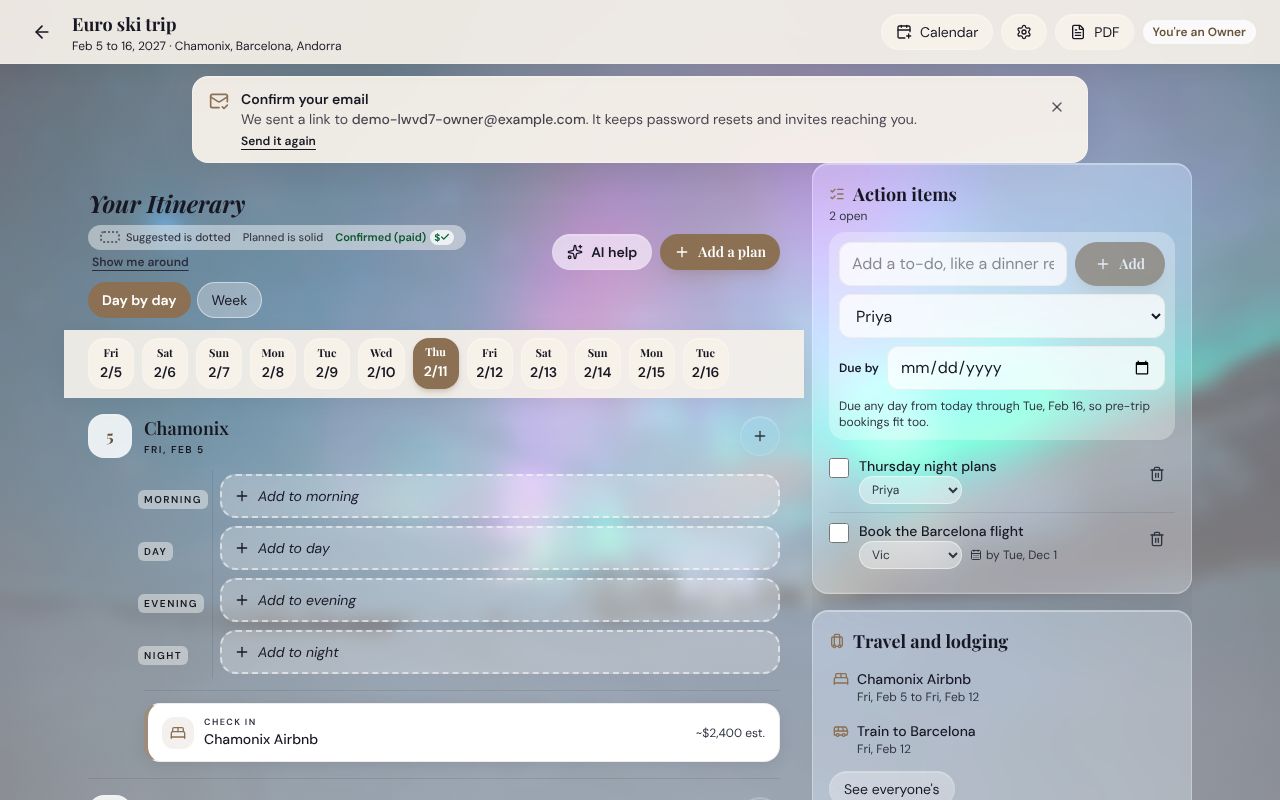 Euro ski trip
Feb 5 to 16, 2027 · Chamonix, Barcelona, Andorra
Calendar
PDF
You're an Owner
Confirm your email
We sent a link to demo-lwvd7-owner@example.com. It keeps password resets and invites reaching you.
Send it again
Your Itinerary
Suggested is dotted Planned is solid Confirmed (paid) $✓
Show me around
AI help
+ Add a plan
Day by day
Week
Fri Sat Sun Mon Tue Wed Thu Fri Sat Sun Mon Tue
2/5 2/6 2/7 2/8 2/9 2/10 2/11 2/12 2/13 2/14 2/15 2/16
5
Chamonix
FRI, FEB 5
+
MORNING
+ Add to morning
DAY
+ Add to day
EVENING
+ Add to evening
NIGHT
+ Add to night
CHECK IN
Chamonix Airbnb
~$2,400 est.
Action items
2 open
Add a to-do, like a dinner re
+ Add
Priya
Due by
mm/dd/yyyy
Due any day from today through Tue, Feb 16, so pre-trip
bookings fit too.
Thursday night plans
Priya
Book the Barcelona flight
Vic
by Tue, Dec 1
Travel and lodging
Chamonix Airbnb
Fri, Feb 5 to Fri, Feb 12
Train to Barcelona
Fri, Feb 12
See everyone's